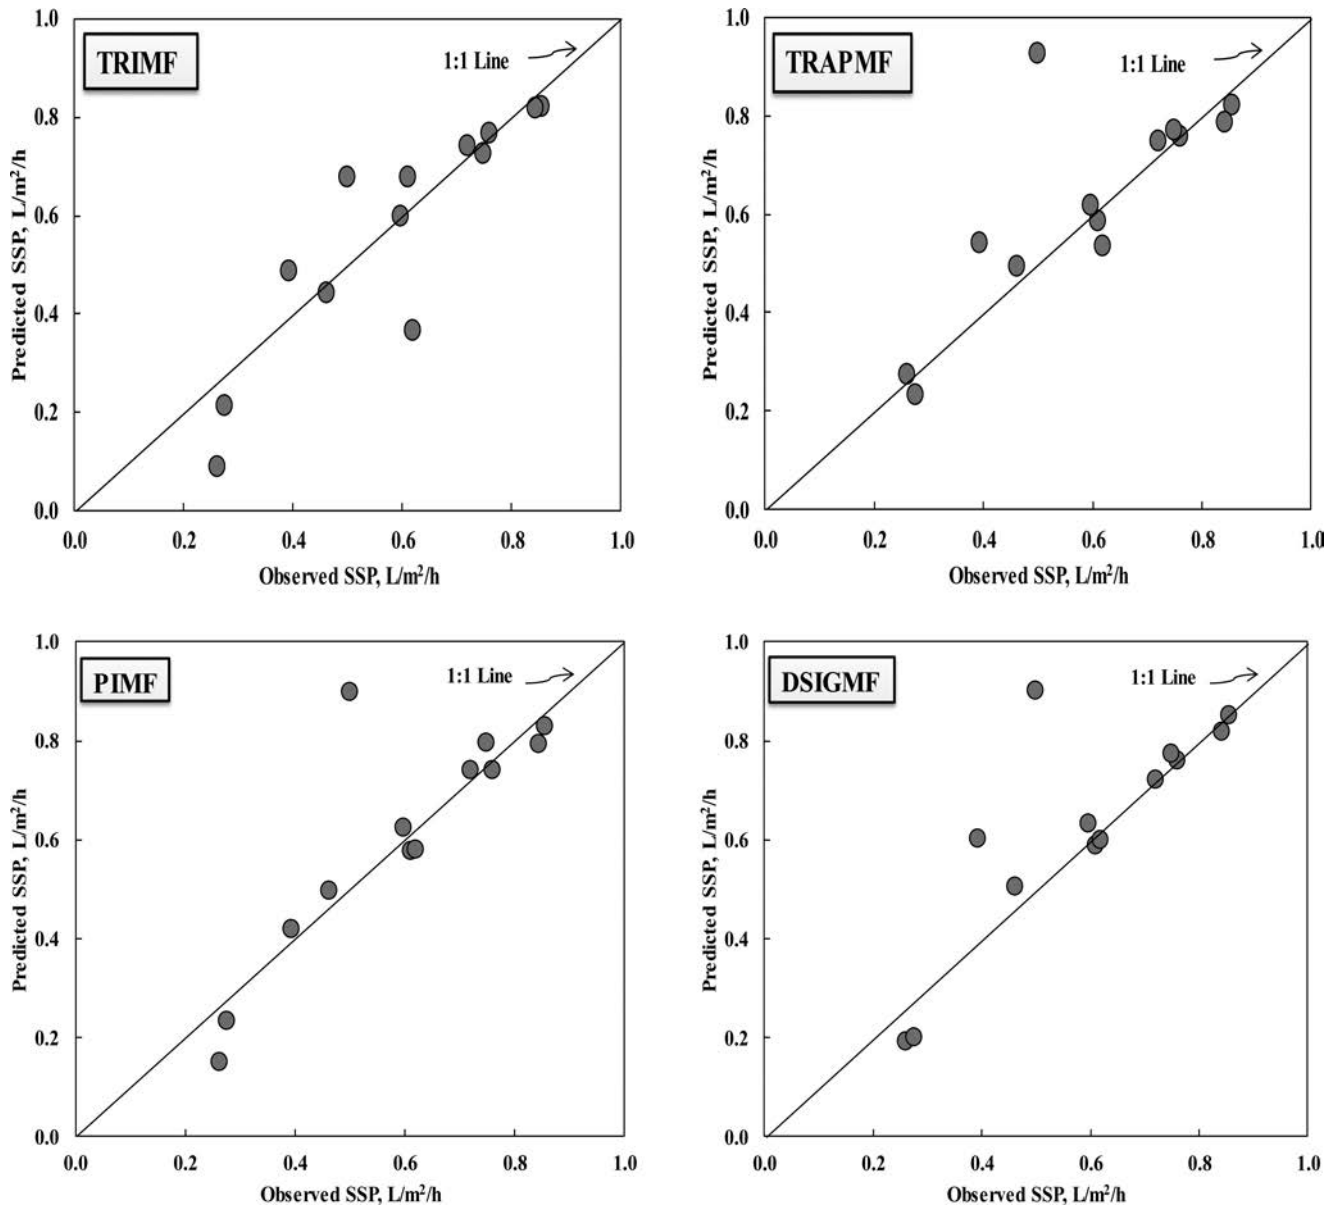 TRIMF
1:1 Line
1.0
0.8
0.6
0.4
0.2
0.0
Predicted SSP, L/m²/h
0.0 0.2 0.4 0.6 0.8 1.0
Observed SSP, L/m²/h
TRAPMF
1:1 Line
1.0
0.8
0.6
0.4
0.2
0.0
Predicted SSP, L/m²/h
0.0 0.2 0.4 0.6 0.8 1.0
Observed SSP, L/m²/h
PIMF
1:1 Line
1.0
0.8
0.6
0.4
0.2
0.0
Predicted SSP, L/m²/h
0.0 0.2 0.4 0.6 0.8 1.0
Observed SSP, L/m²/h
DSIGMF
1:1 Line
1.0
0.8
0.6
0.4
0.2
0.0
Predicted SSP, L/m²/h
0.0 0.2 0.4 0.6 0.8 1.0
Observed SSP, L/m²/h